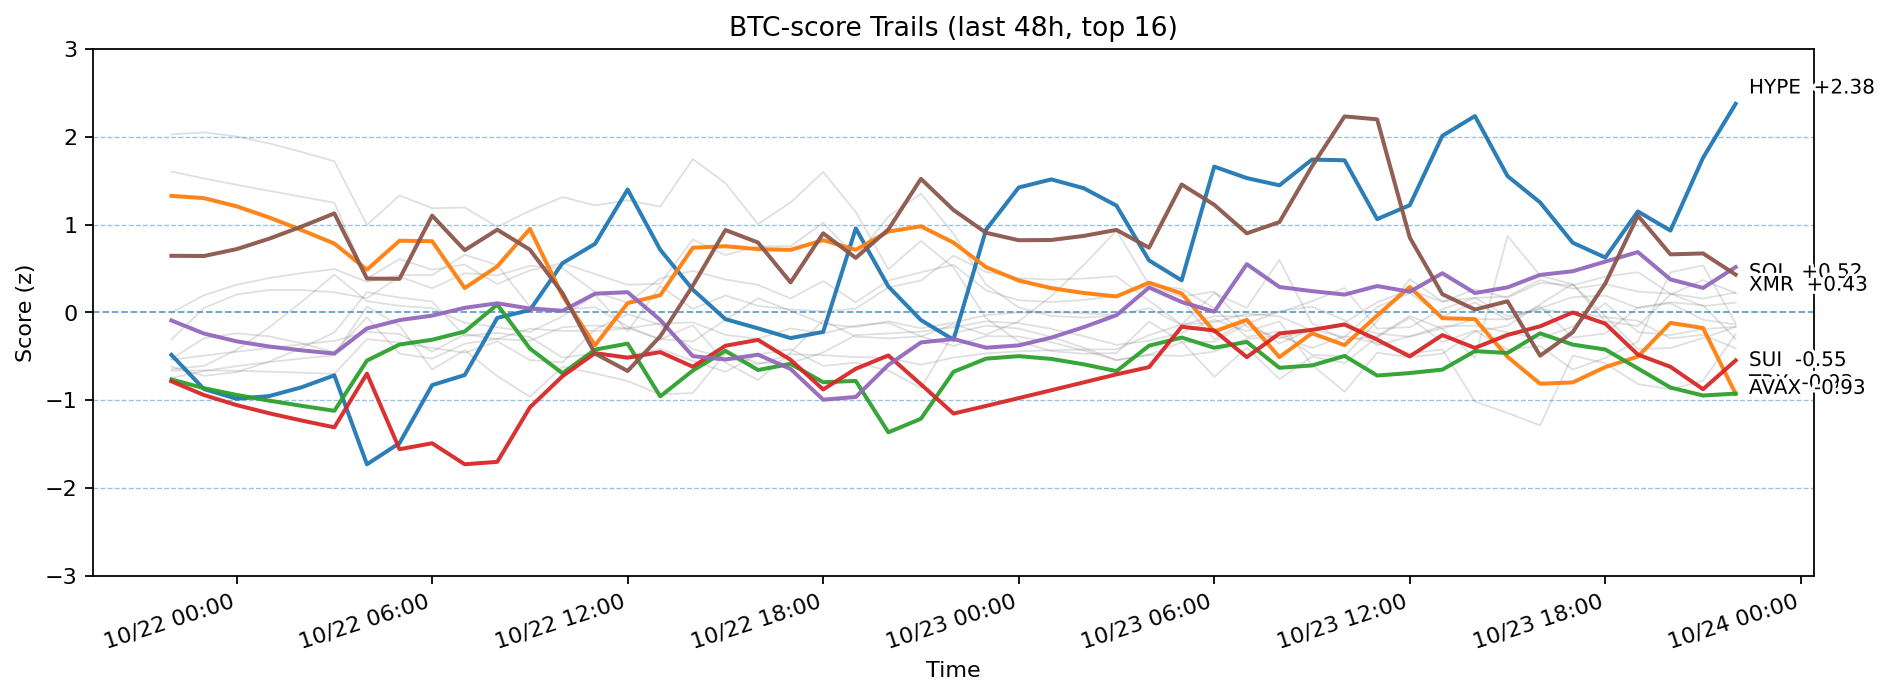 BTC-score Trails (last 48h, top 16)
Score (z)
3
2
1
0
−1
−2
−3
HYPE +2.38
SOL +0.52
XMR +0.43
SUI -0.55
AVAX -0.93
10/22 00:00
10/22 06:00
10/22 12:00
10/22 18:00
10/23 00:00
10/23 06:00
10/23 12:00
10/23 18:00
10/24 00:00
Time